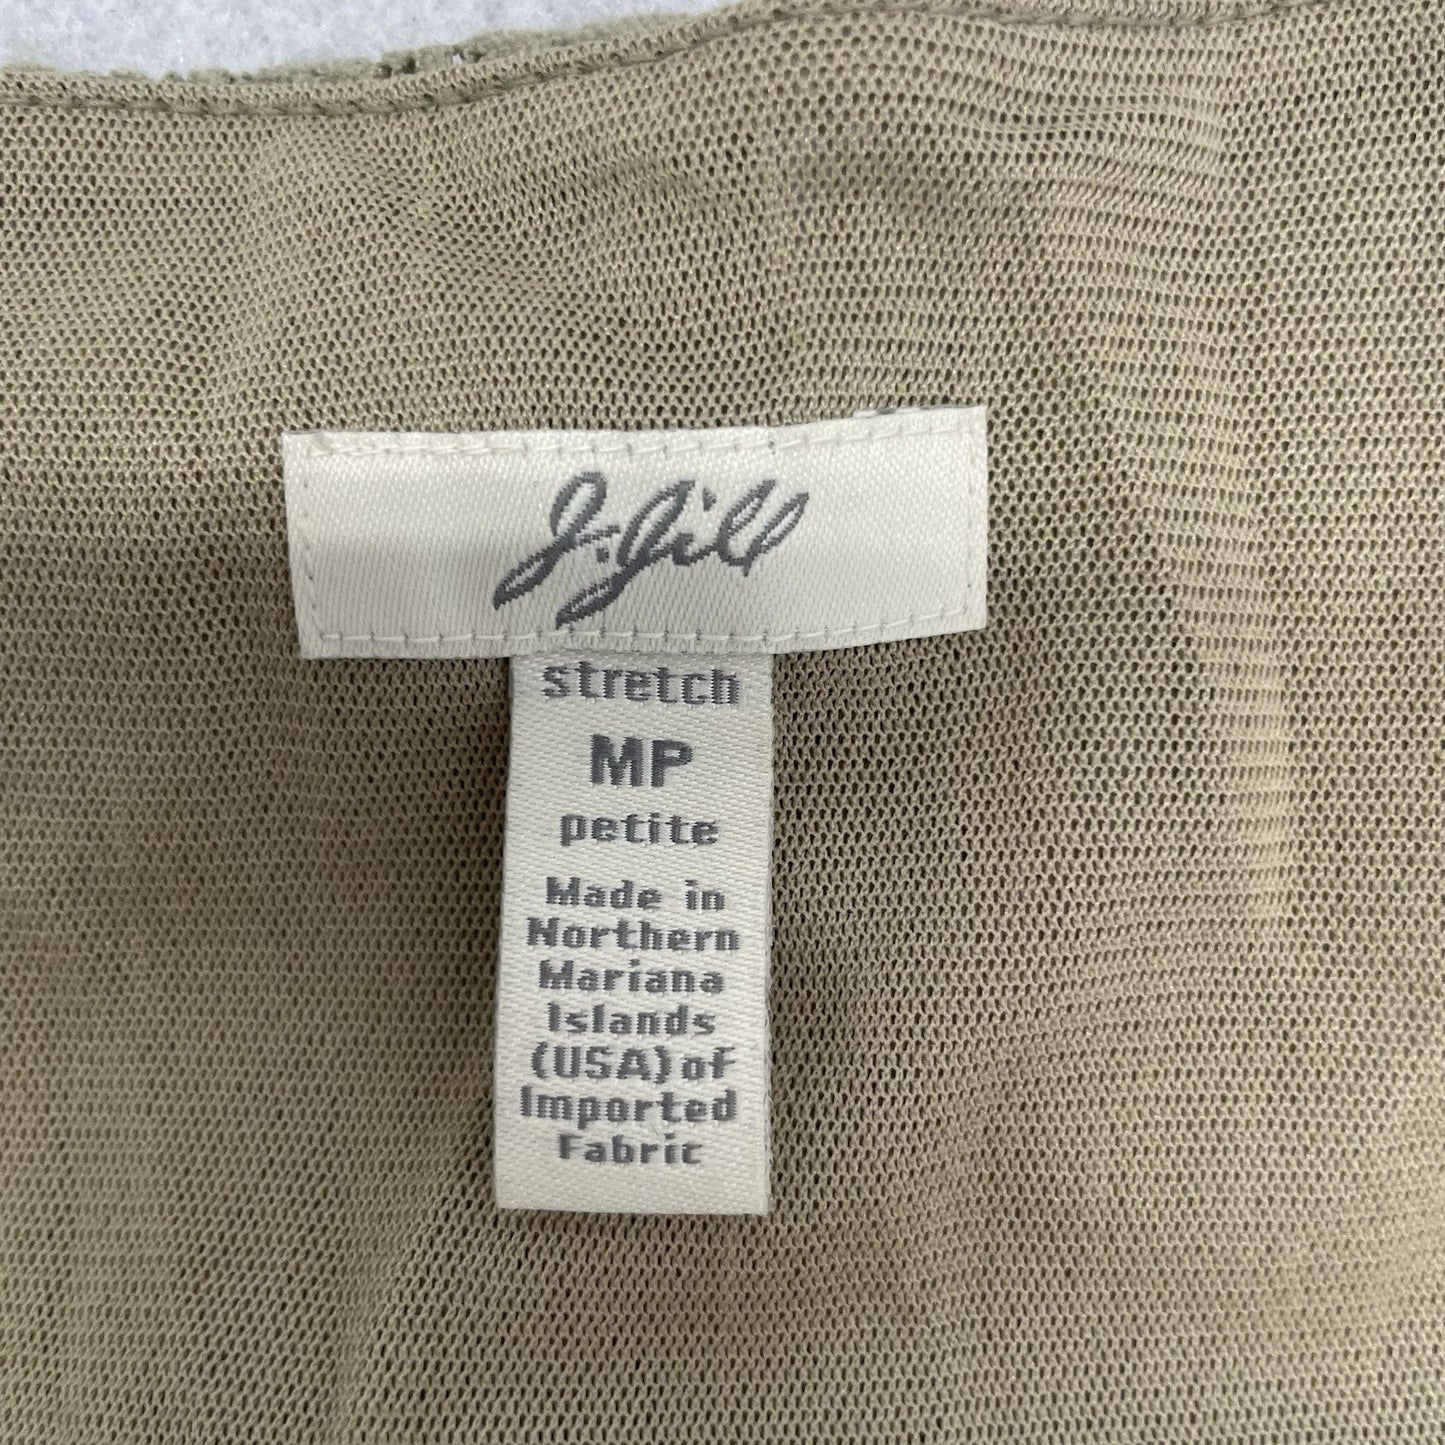 J.Jill
stretch
MP
petite
Made in
Northern
Mariana
Islands
(USA) of
Imported
Fabric